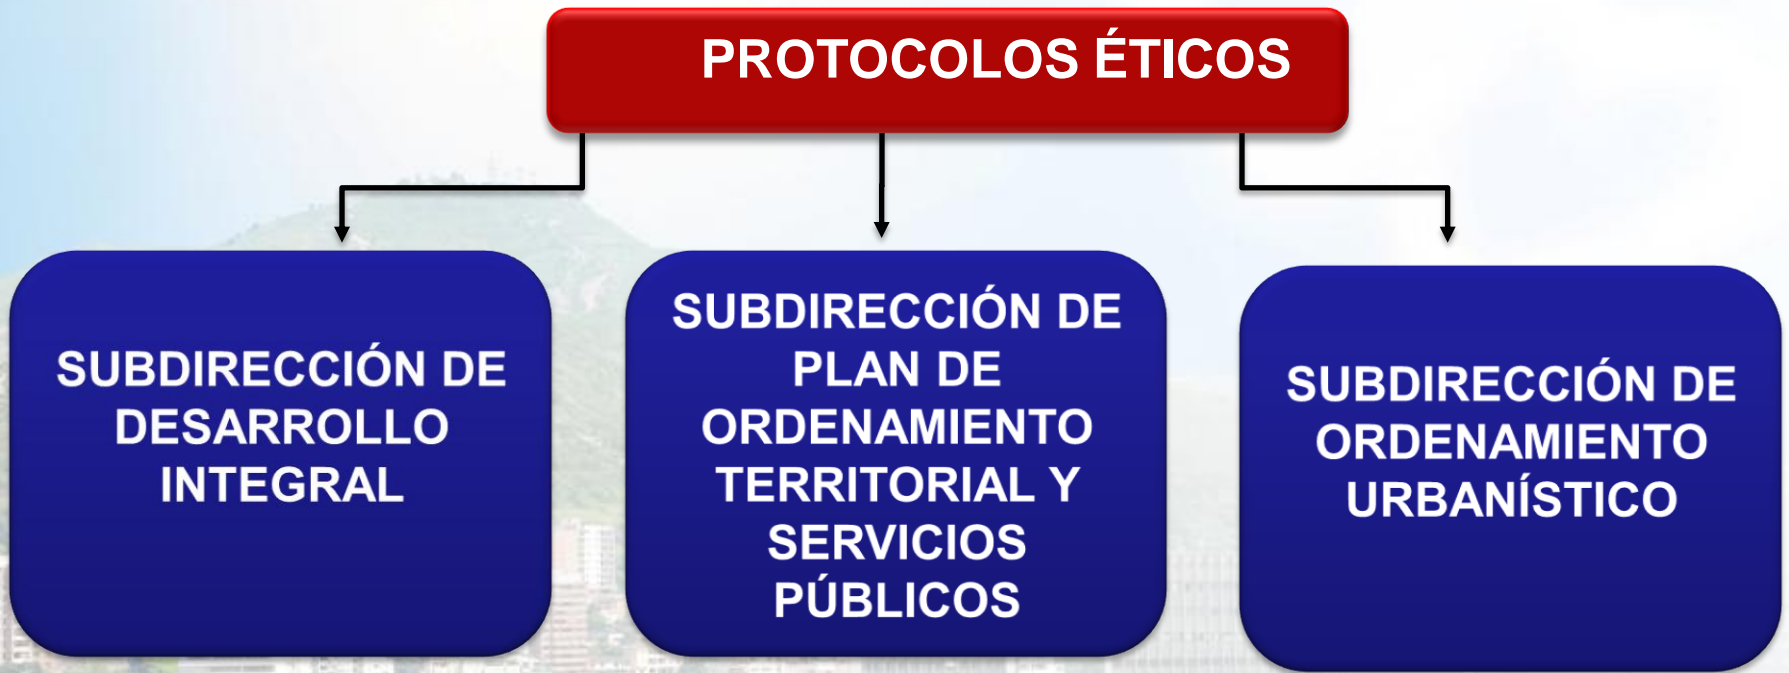 PROTOCOLOS ÉTICOS
SUBDIRECCIÓN DE
DESARROLLO
INTEGRAL
SUBDIRECCIÓN DE
PLAN DE
ORDENAMIENTO
TERRITORIAL Y
SERVICIOS
PÚBLICOS
SUBDIRECCIÓN DE
ORDENAMIENTO
URBANÍSTICO